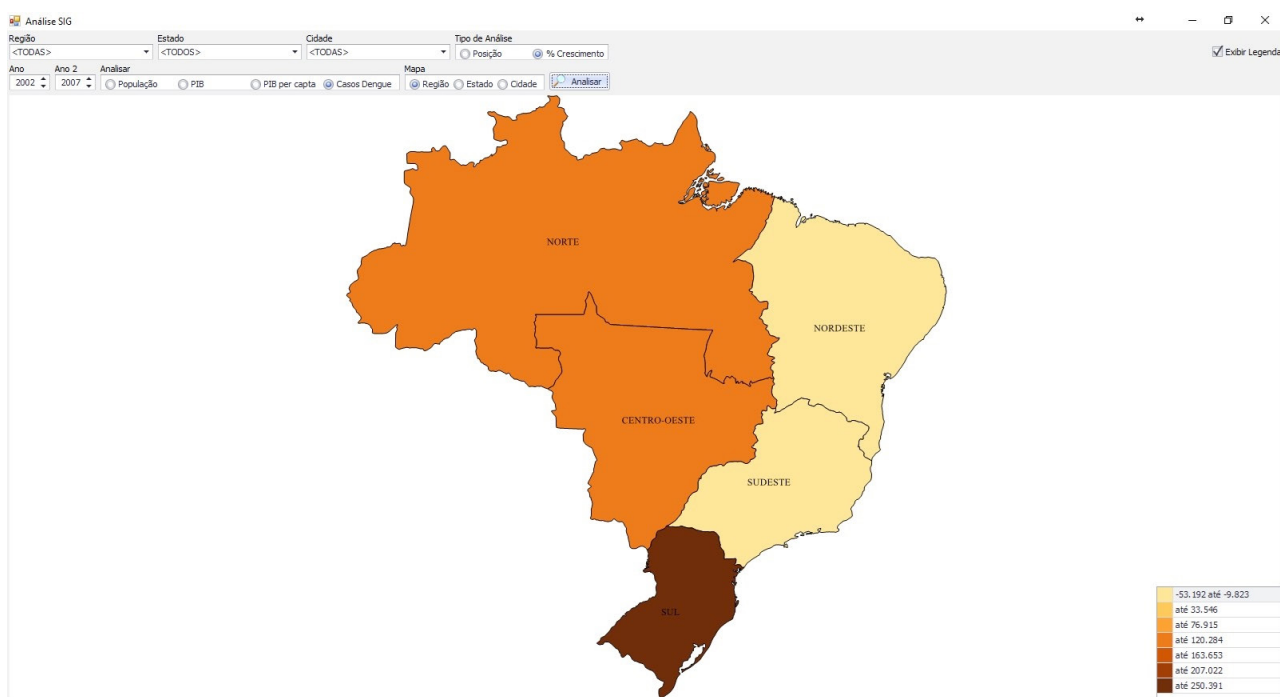 Análise SIG
Região Estado Cidade Tipo de Análise
<TODAS> <TODOS> <TODAS> Posição % Crescimento Exibir Legenda
Ano Ano 2 Analisar Mapa
2002 2007 População PIB PIB per capta Casos Dengue Região Estado Cidade Analisar
NORTE
NORDESTE
CENTRO-OESTE
SUDESTE
SUL
-53.192 até -9.823
até 33.546
até 76.915
até 120.284
até 163.653
até 207.022
até 250.391